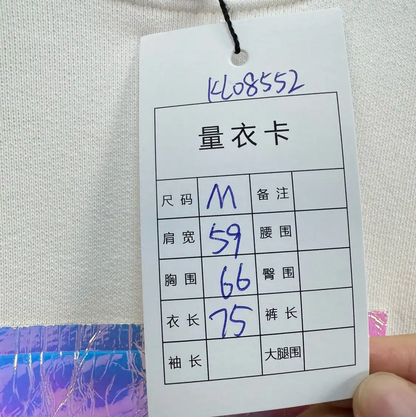 KL08552
量衣卡
尺码 M 备注
肩宽 59 腰围
胸围 66 臀围
衣长 75 裤长
袖长 大腿围